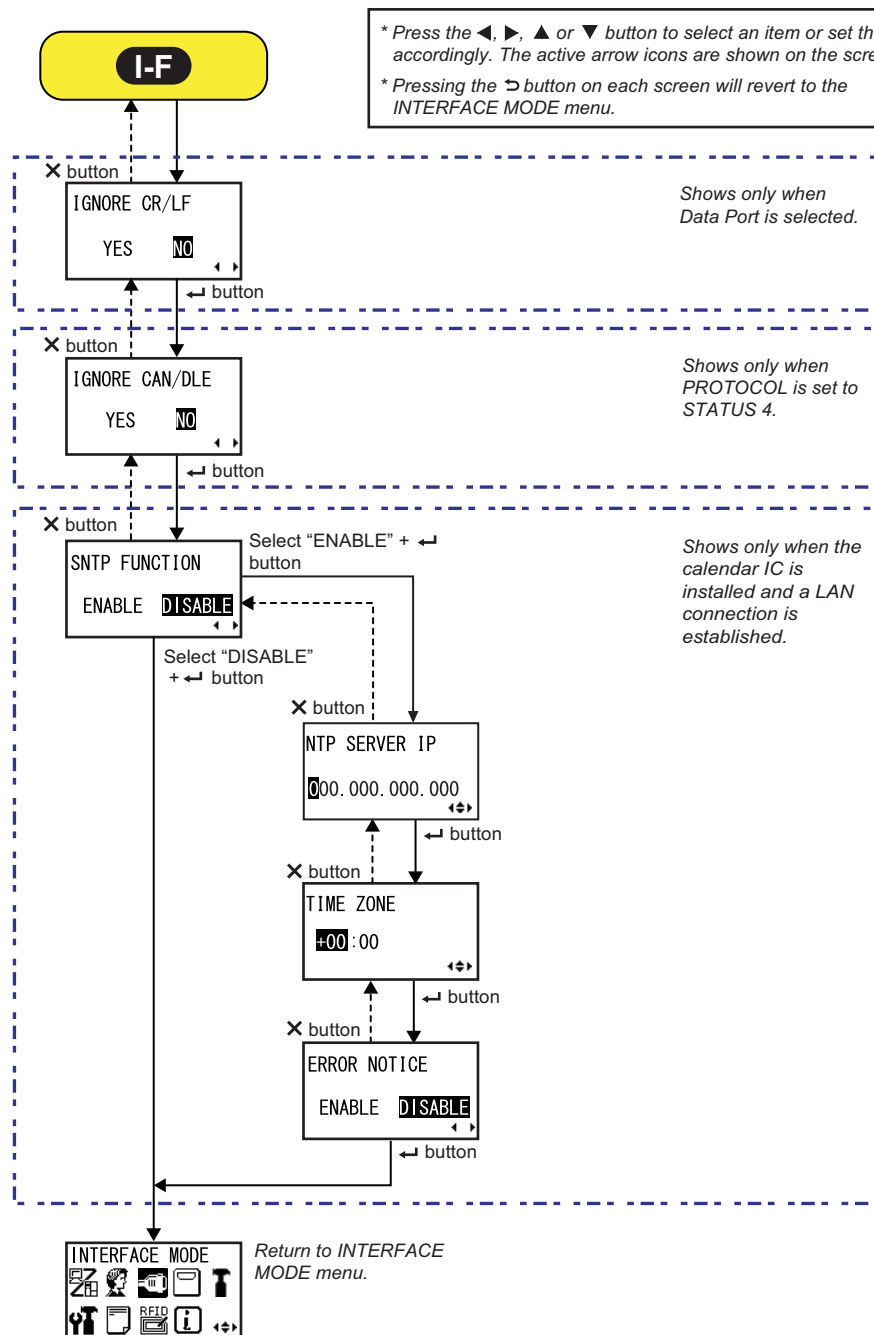 I-F
* Press the ◀, ▶, ▲ or ▼ button to select an item or set th
accordingly. The active arrow icons are shown on the scre
* Pressing the ⮌ button on each screen will revert to the
INTERFACE MODE menu.
✕ button
IGNORE CR/LF
YES NO
↵ button
Shows only when
Data Port is selected.
✕ button
IGNORE CAN/DLE
YES NO
↵ button
Shows only when
PROTOCOL is set to
STATUS 4.
✕ button
SNTP FUNCTION
ENABLE DISABLE
Select “ENABLE” + ↵
button
Shows only when the
calendar IC is
installed and a LAN
connection is
established.
Select “DISABLE”
+ ↵ button
✕ button
NTP SERVER IP
000.000.000.000
↵ button
✕ button
TIME ZONE
+00:00
↵ button
✕ button
ERROR NOTICE
ENABLE DISABLE
↵ button
INTERFACE MODE
RFID
i
Return to INTERFACE
MODE menu.